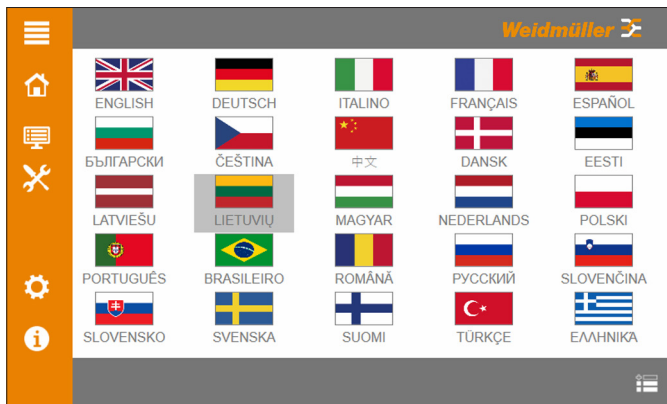 Weidmüller
ENGLISH DEUTSCH ITALINO FRANÇAIS ESPAÑOL
БЪЛГАРСКИ ČEŠTINA 中文 DANSK EESTI
LATVIEŠU LIETUVIŲ MAGYAR NEDERLANDS POLSKI
PORTUGUÊS BRASILEIRO ROMÂNĂ РУССКИЙ SLOVENČINA
SLOVENSKO SVENSKA SUOMI TÜRKÇE ΕΛΛΗΝΙΚΆ